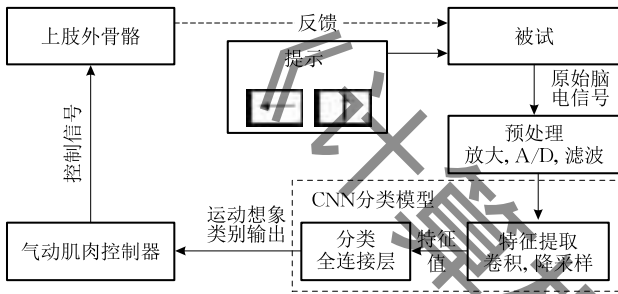 上肢外骨骼
反馈
被试
提示
原始脑
电信号
控制信号
预处理
放大, A/D, 滤波
CNN分类模型
运动想象
类别输出
气动肌肉控制器
分类
全连接层
特征
值
特征提取
卷积, 降采样
《计算